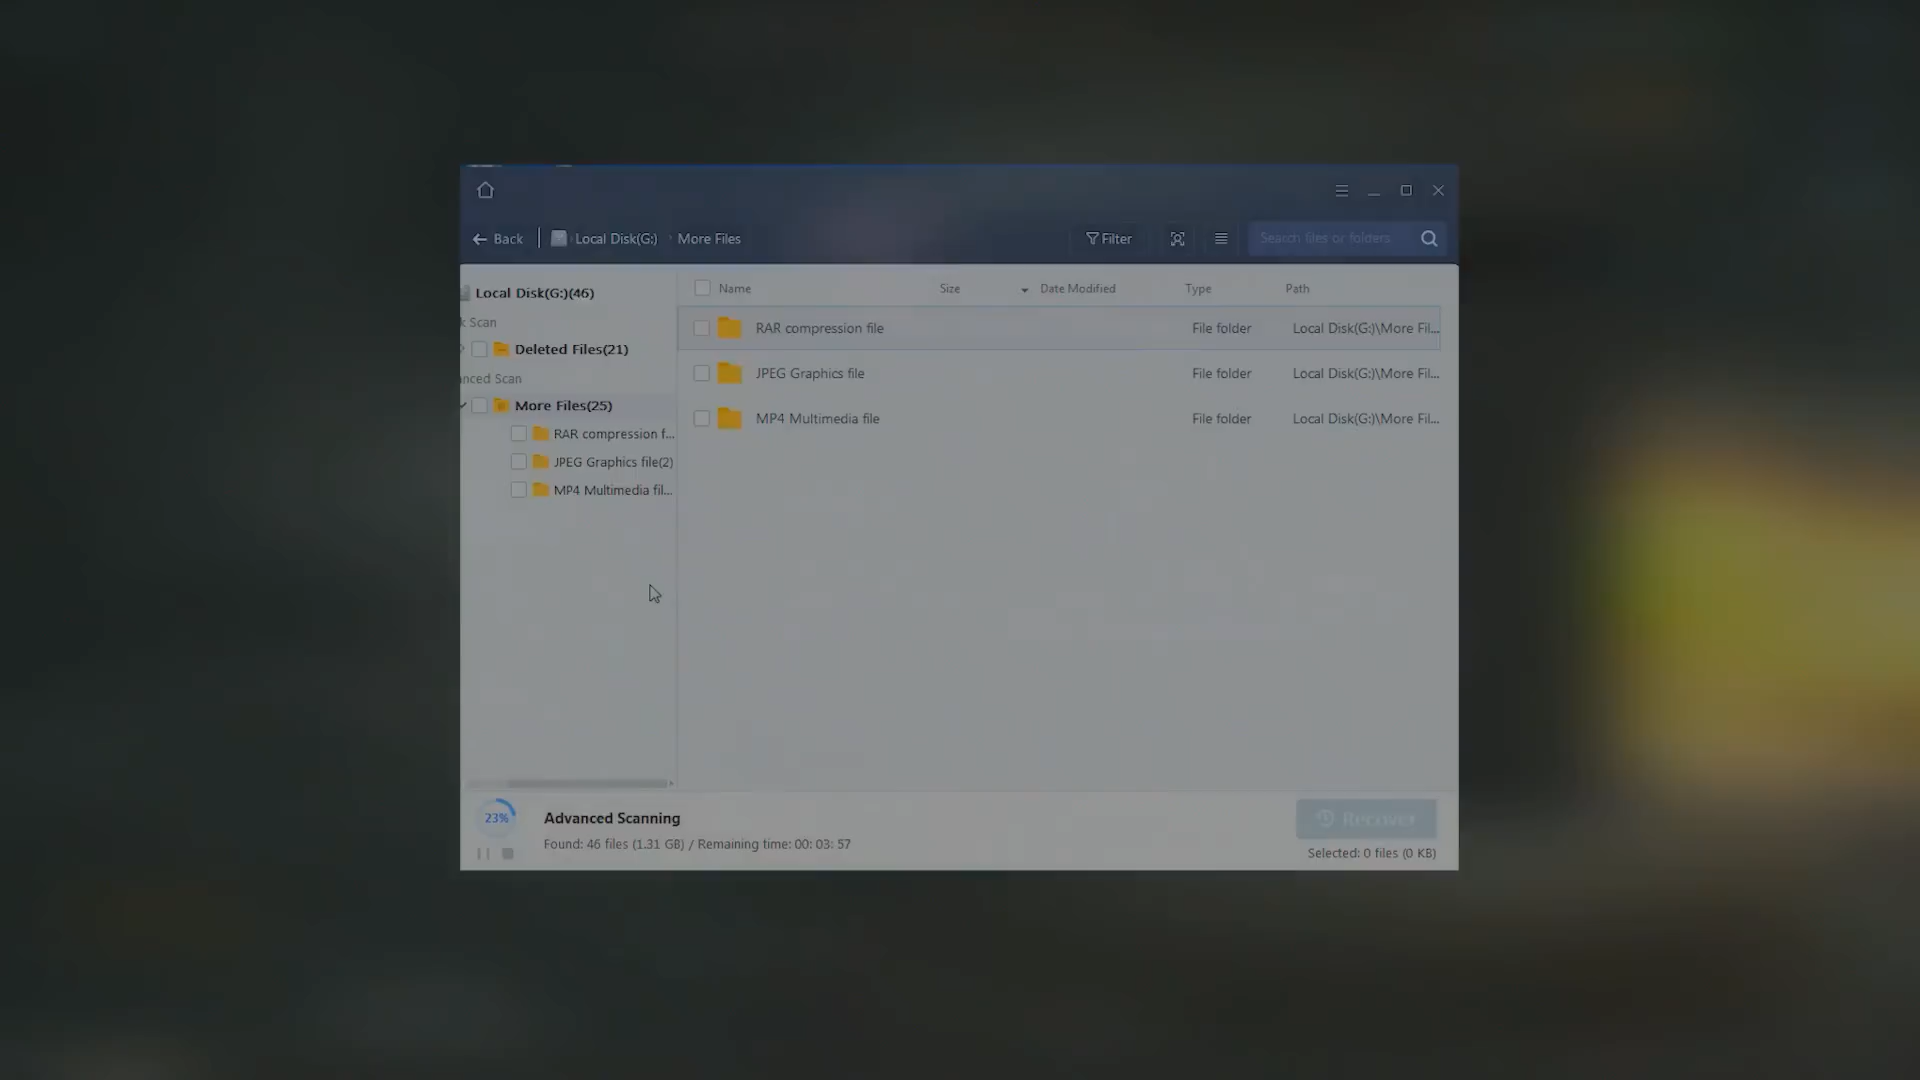 Back
Local Disk(G:)
More Files
Filter
Search files or folders
Local Disk(G:)(46)
k Scan
Deleted Files(21)
nced Scan
More Files(25)
RAR compression f...
JPEG Graphics file(2)
MP4 Multimedia fil...
Name Size Date Modified Type Path
RAR compression file File folder Local Disk(G:)\More Fil...
JPEG Graphics file File folder Local Disk(G:)\More Fil...
MP4 Multimedia file File folder Local Disk(G:)\More Fil...
23%
Advanced Scanning
Found: 46 files (1.31 GB) / Remaining time: 00: 03: 57
Recover
Selected: 0 files (0 KB)